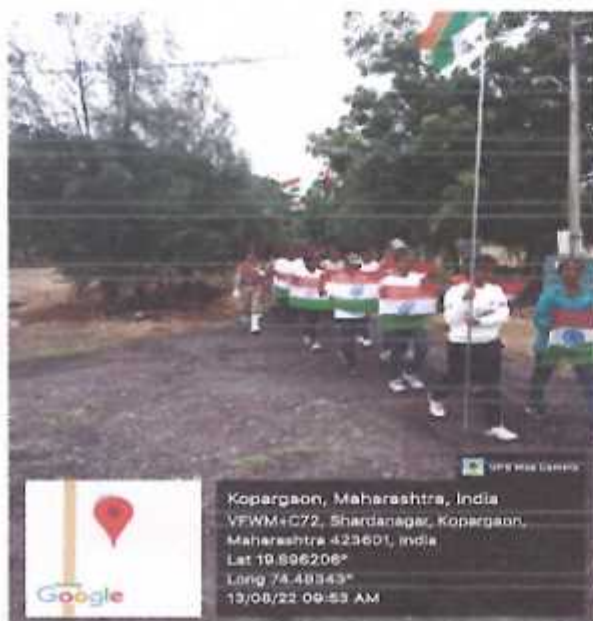 GPS Map Camera
Kopargaon, Maharashtra, India
VFWM+C72, Shardanagar, Kopargaon,
Maharashtra 423601, India
Lat 19.896206°
Long 74.48343°
13/08/22 09:53 AM
Google